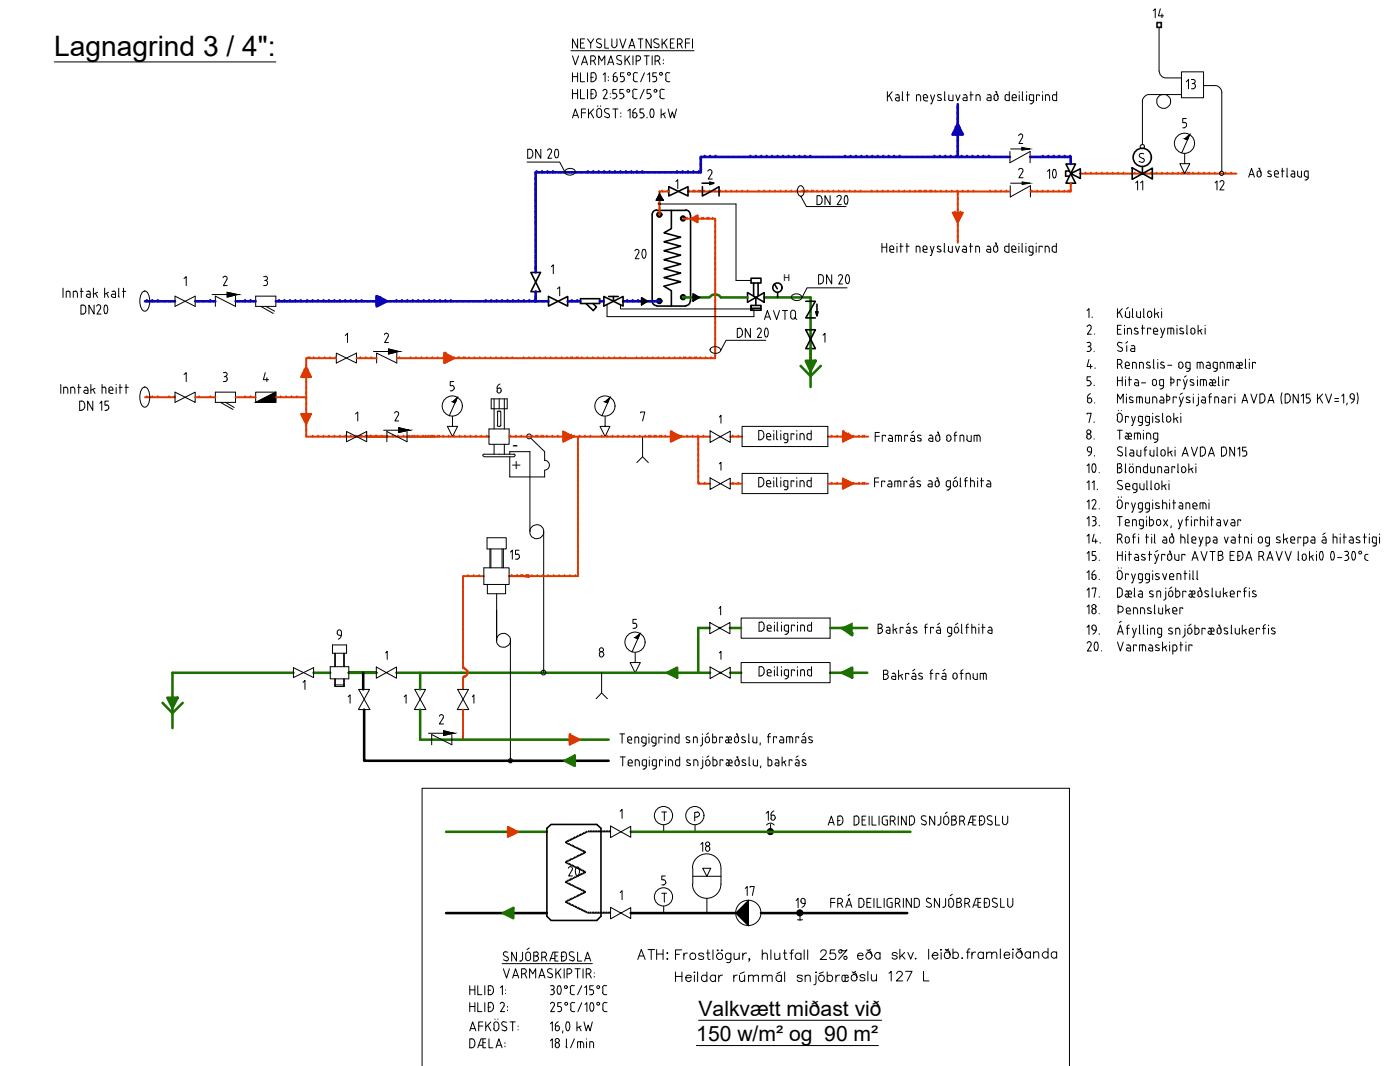 Lagnagrind 3 / 4":
NEYSLUVATNSKERFI
VARMASKIPTIR:
HLIÐ 1:65°C/15°C
HLIÐ 2:55°C/5°C
AFKÖST: 165.0 kW
14
13
5
S
10
11
12
Að setlaug
Kalt neysluvatn að deiligrind
2
2
DN 20
1
2
DN 20
Heitt neysluvatn að deiligirnd
20
H
DN 20
AVTQ
1
DN 20
Inntak kalt
DN20
1
2
3
1
1
Inntak heitt
DN 15
1
3
4
1
2
1
2
5
6
-
+
7
1
Deiligrind
Framrás að ofnum
1
Deiligrind
Framrás að gólfhita
15
1
Deiligrind
Bakrás frá gólfhita
1
Deiligrind
Bakrás frá ofnum
5
8
9
1
1
1
1
1
2
Tengigrind snjóbræðslu, framrás
Tengigrind snjóbræðslu, bakrás
1. Kúluloki
2. Einstreymisloki
3. Sía
4. Rennslis- og magnmælir
5. Hita- og Þrýsimælir
6. MismunaÞrýsijafnari AVDA (DN15 KV=1,9)
7. Öryggisloki
8. Tæming
9. Slaufuloki AVDA DN15
10. Blöndunarloki
11. Segulloki
12. Öryggishitanemi
13. Tengibox, yfirhitavar
14. Rofi til að hleypa vatni og skerpa á hitastigi
15. Hitastýrður AVTB EÐA RAVV loki0 0-30°c
16. Öryggisventill
17. Dæla snjóbræðslukerfis
18. Þennsluker
19. Áfylling snjóbræðslukerfis
20. Varmaskiptir
1
T
P
16
AÐ DEILIGRIND SNJÓBRÆÐSLU
20
18
1
5
T
17
19
FRÁ DEILIGRIND SNJÓBRÆÐSLU
SNJÓBRÆÐSLA
VARMASKIPTIR:
HLIÐ 1: 30°C/15°C
HLIÐ 2: 25°C/10°C
AFKÖST: 16,0 kW
DÆLA: 18 l/min
ATH: Frostlögur, hlutfall 25% eða skv. leiðb.framleiðanda
Heildar rúmmál snjóbræðslu 127 L
Valkvætt miðast við
150 w/m² og 90 m²